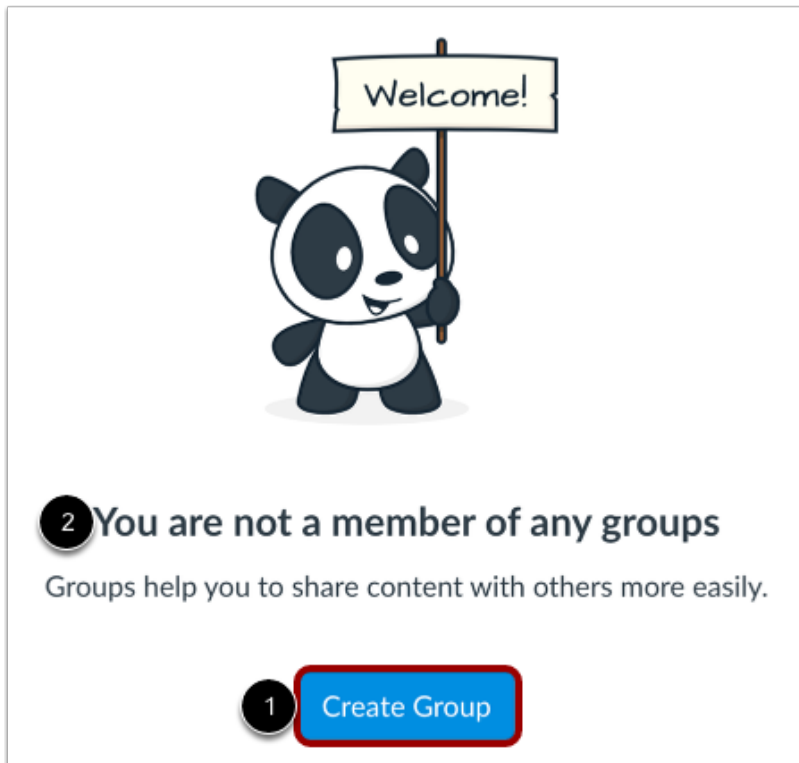 Welcome!
2 You are not a member of any groups
Groups help you to share content with others more easily.
1 Create Group